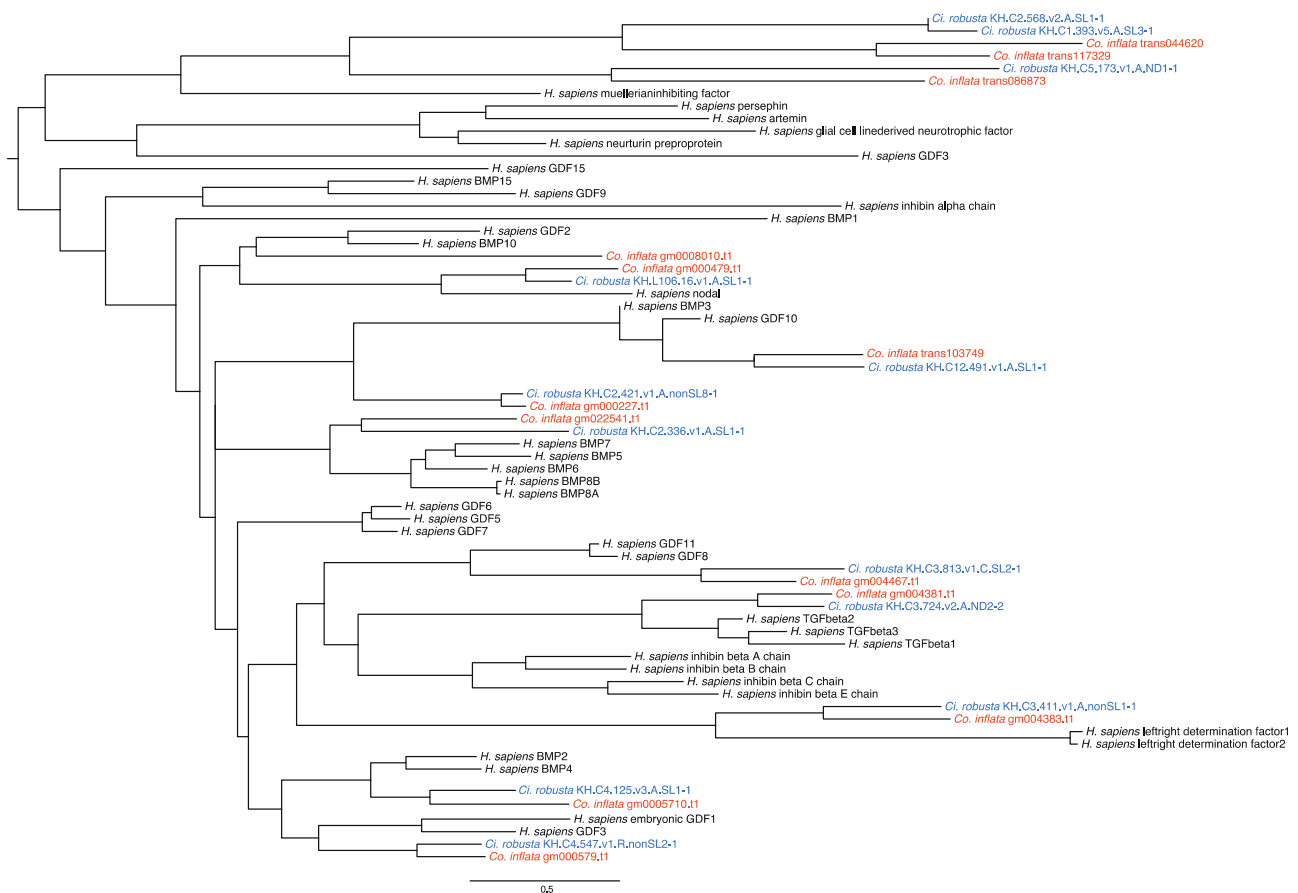 Ci. robusta KH.C2.568.v2.A.SL1-1
Ci. robusta KH.C1.393.v5.A.SL3-1
Co. inflata trans044620
Co. inflata trans117329
Ci. robusta KH.C5.173.v1.A.ND1-1
Co. inflata trans086873
H. sapiens muellerianinhibiting factor
H. sapiens persephin
H. sapiens artemin
H. sapiens glial cell linederived neurotrophic factor
H. sapiens neurturin preproprotein
H. sapiens GDF3
H. sapiens GDF15
H. sapiens BMP15
H. sapiens GDF9
H. sapiens inhibin alpha chain
H. sapiens BMP1
H. sapiens GDF2
H. sapiens BMP10
Co. inflata gm0008010.t1
Co. inflata gm000479.t1
Ci. robusta KH.L106.16.v1.A.SL1-1
H. sapiens nodal
H. sapiens BMP3
H. sapiens GDF10
Co. inflata trans103749
Ci. robusta KH.C12.491.v1.A.SL1-1
Ci. robusta KH.C2.421.v1.A.nonSL8-1
Co. inflata gm000227.t1
Co. inflata gm022541.t1
Ci. robusta KH.C2.336.v1.A.SL1-1
H. sapiens BMP7
H. sapiens BMP5
H. sapiens BMP6
H. sapiens BMP8B
H. sapiens BMP8A
H. sapiens GDF6
H. sapiens GDF5
H. sapiens GDF7
H. sapiens GDF11
H. sapiens GDF8
Ci. robusta KH.C3.813.v1.C.SL2-1
Co. inflata gm004467.t1
Co. inflata gm004381.t1
Ci. robusta KH.C3.724.v2.A.ND2-2
H. sapiens TGFbeta2
H. sapiens TGFbeta3
H. sapiens TGFbeta1
H. sapiens inhibin beta A chain
H. sapiens inhibin beta B chain
H. sapiens inhibin beta C chain
H. sapiens inhibin beta E chain
Ci. robusta KH.C3.411.v1.A.nonSL1-1
Co. inflata gm004383.t1
H. sapiens leftright determination factor1
H. sapiens leftright determination factor2
H. sapiens BMP2
H. sapiens BMP4
Ci. robusta KH.C4.125.v3.A.SL1-1
Co. inflata gm0005710.t1
H. sapiens embryonic GDF1
H. sapiens GDF3
Ci. robusta KH.C4.547.v1.R.nonSL2-1
Co. inflata gm000579.t1
0.5